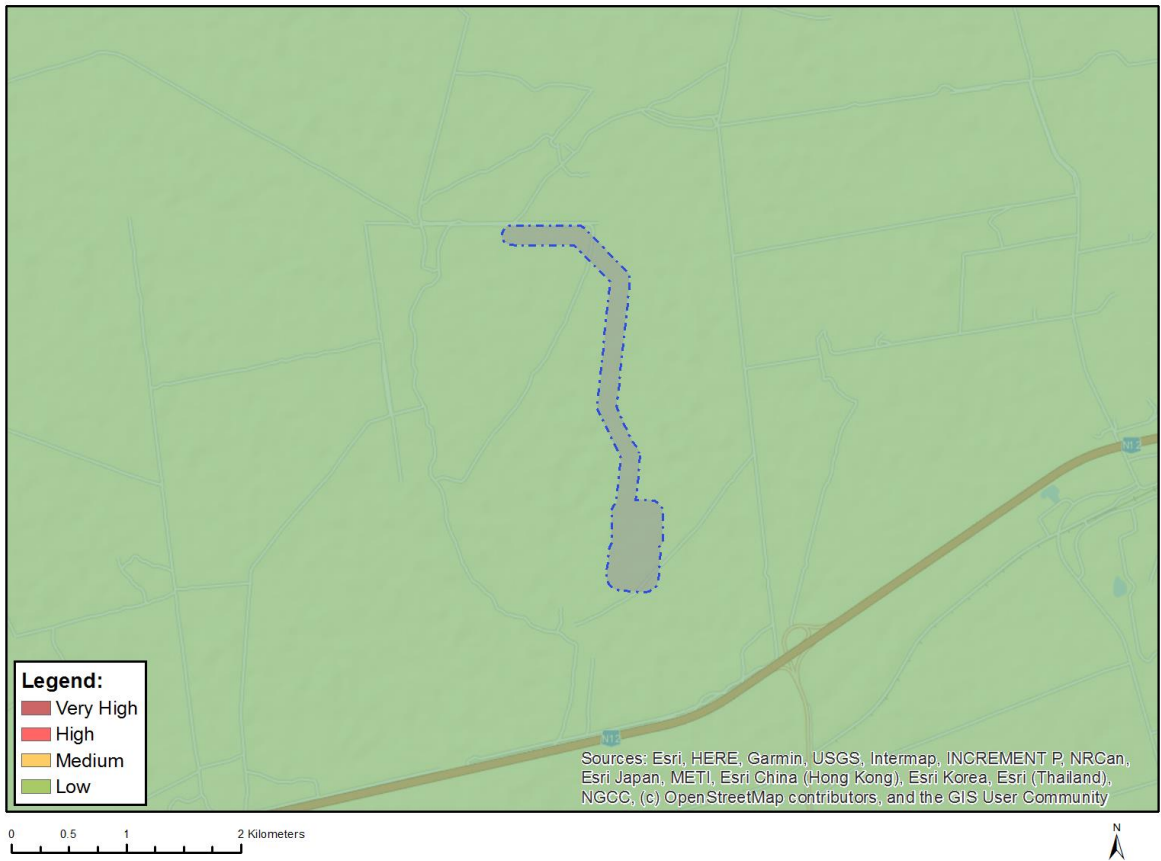 N12
N12
Legend:
Very High
High
Medium
Low
Sources: Esri, HERE, Garmin, USGS, Intermap, INCREMENT P, NRCan,
Esri Japan, METI, Esri China (Hong Kong), Esri Korea, Esri (Thailand),
NGCC, (c) OpenStreetMap contributors, and the GIS User Community
0 0.5 1 2 Kilometers
N